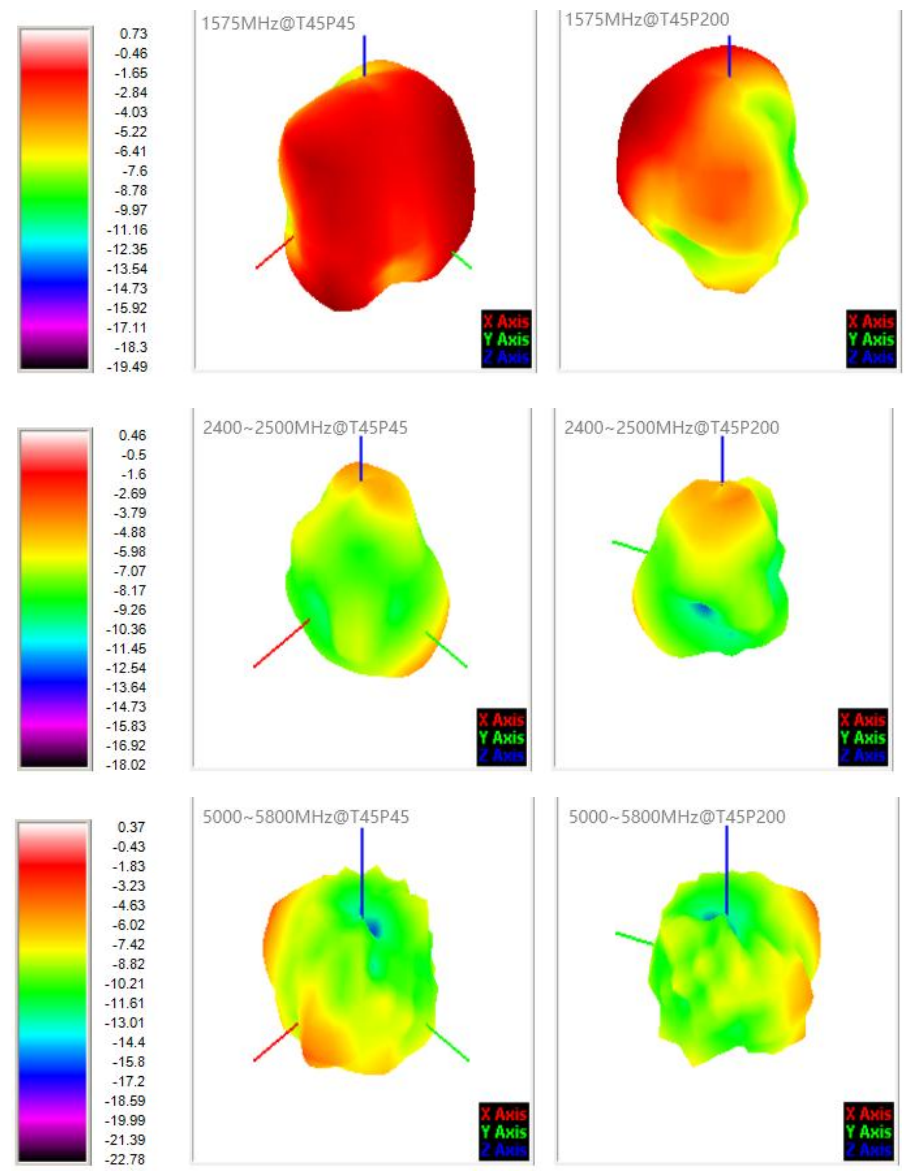 1575MHz@T45P45
1575MHz@T45P200
0.73
-0.46
-1.65
-2.84
-4.03
-5.22
-6.41
-7.6
-8.78
-9.97
-11.16
-12.35
-13.54
-14.73
-15.92
-17.11
-18.3
-19.49
X Axis
Y Axis
Z Axis
X Axis
Y Axis
Z Axis
2400~2500MHz@T45P45
2400~2500MHz@T45P200
0.46
-0.5
-1.6
-2.69
-3.79
-4.88
-5.98
-7.07
-8.17
-9.26
-10.36
-11.45
-12.54
-13.64
-14.73
-15.83
-16.92
-18.02
X Axis
Y Axis
Z Axis
X Axis
Y Axis
Z Axis
5000~5800MHz@T45P45
5000~5800MHz@T45P200
0.37
-0.43
-1.83
-3.23
-4.63
-6.02
-7.42
-8.82
-10.21
-11.61
-13.01
-14.4
-15.8
-17.2
-18.59
-19.99
-21.39
-22.78
X Axis
Y Axis
Z Axis
X Axis
Y Axis
Z Axis